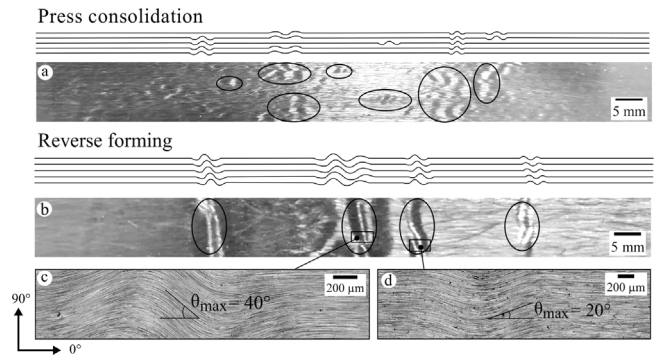 Press consolidation
a
5 mm
Reverse forming
b
5 mm
c
200 µm
θmax = 40°
d
200 µm
θmax = 20°
90°
0°